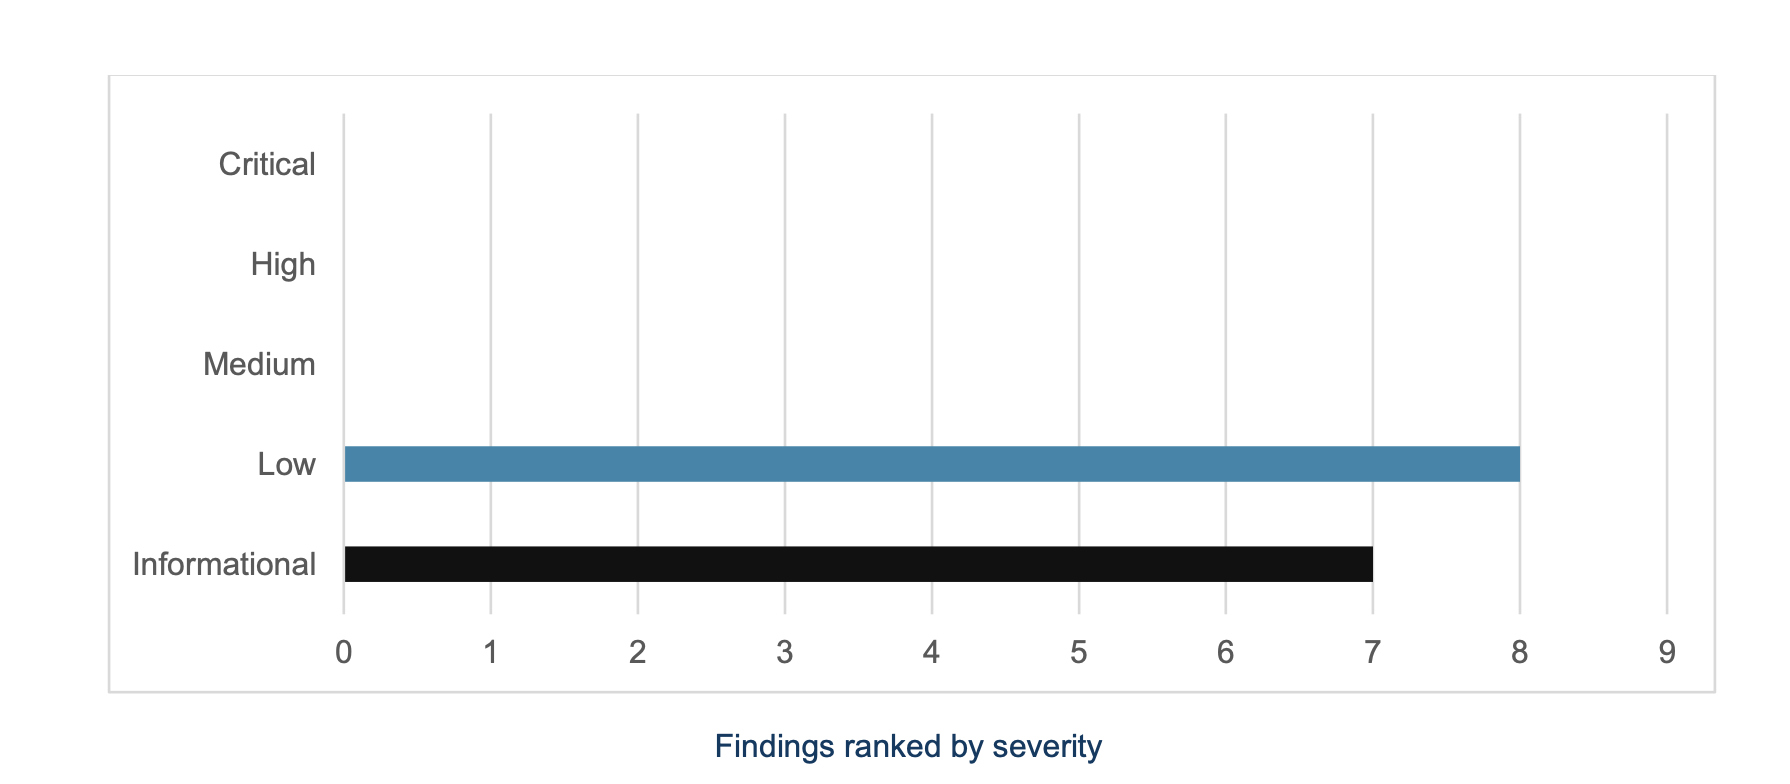 Critical
High
Medium
Low
Informational
0 1 2 3 4 5 6 7 8 9
Findings ranked by severity